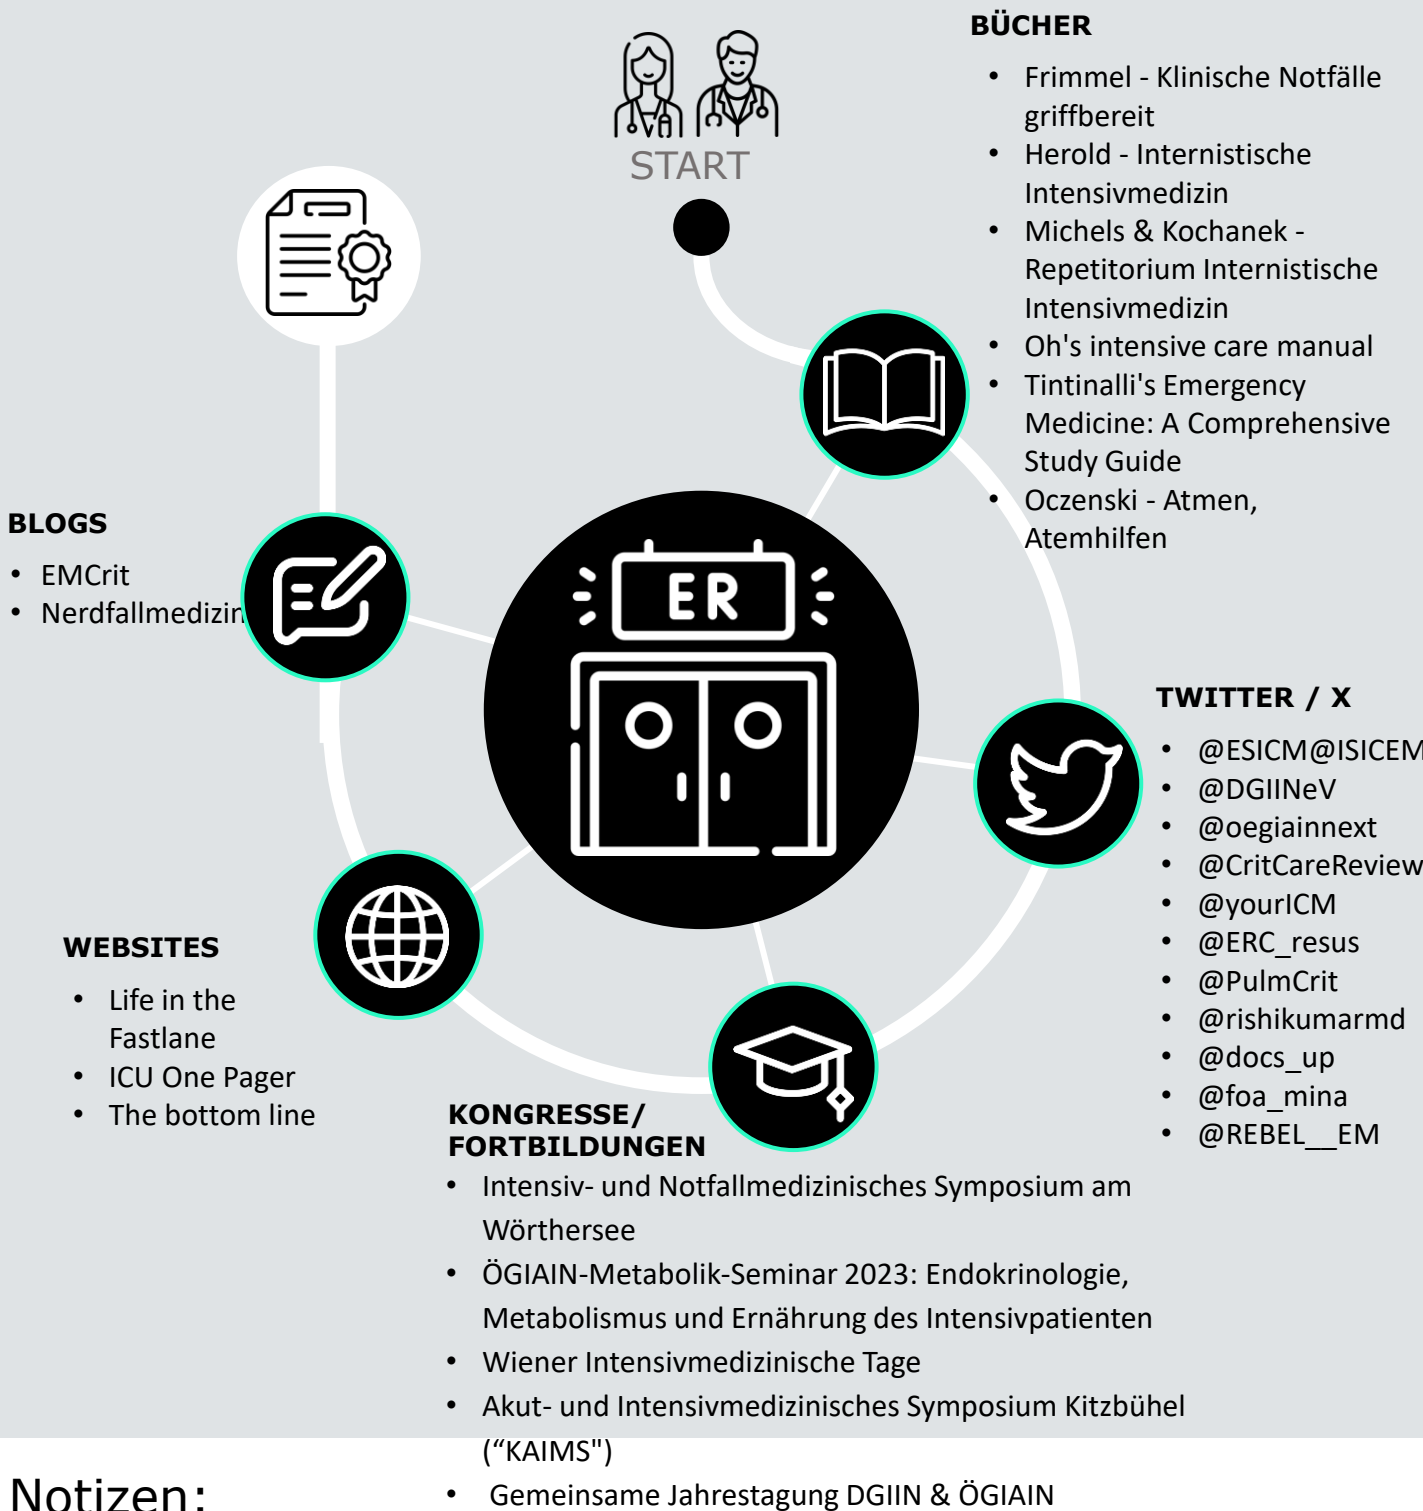 START
BÜCHER
• Frimmel - Klinische Notfälle
griffbereit
• Herold - Internistische
Intensivmedizin
• Michels & Kochanek -
Repetitorium Internistische
Intensivmedizin
• Oh's intensive care manual
• Tintinalli's Emergency
Medicine: A Comprehensive
Study Guide
• Oczenski - Atmen,
Atemhilfen
ER
BLOGS
• EMCrit
• Nerdfallmedizin
TWITTER / X
• @ESICM@ISICEM
• @DGIINeV
• @oegiainnext
• @CritCareReview
• @yourICM
• @ERC_resus
• @PulmCrit
• @rishikumarmd
• @docs_up
• @foa_mina
• @REBEL__EM
WEBSITES
• Life in the
Fastlane
• ICU One Pager
• The bottom line
KONGRESSE/
FORTBILDUNGEN
• Intensiv- und Notfallmedizinisches Symposium am
Wörthersee
• ÖGIAIN-Metabolik-Seminar 2023: Endokrinologie,
Metabolismus und Ernährung des Intensivpatienten
• Wiener Intensivmedizinische Tage
• Akut- und Intensivmedizinisches Symposium Kitzbühel
(“KAIMS")
• Gemeinsame Jahrestagung DGIIN & ÖGIAIN
Notizen: